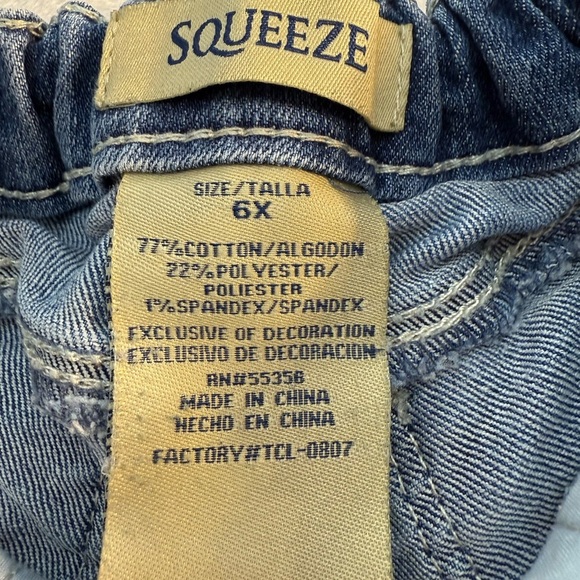 SQUEEZE
SIZE/TALLA
6X
77%COTTON/ALGODON
22%POLYESTER/
POLIESTER
1%SPANDEX/SPANDEX
EXCLUSIVE OF DECORATION
EXCLUSIVO DE DECORACION
RN#55356
MADE IN CHINA
HECHO EN CHINA
FACTORY#TCL-0807